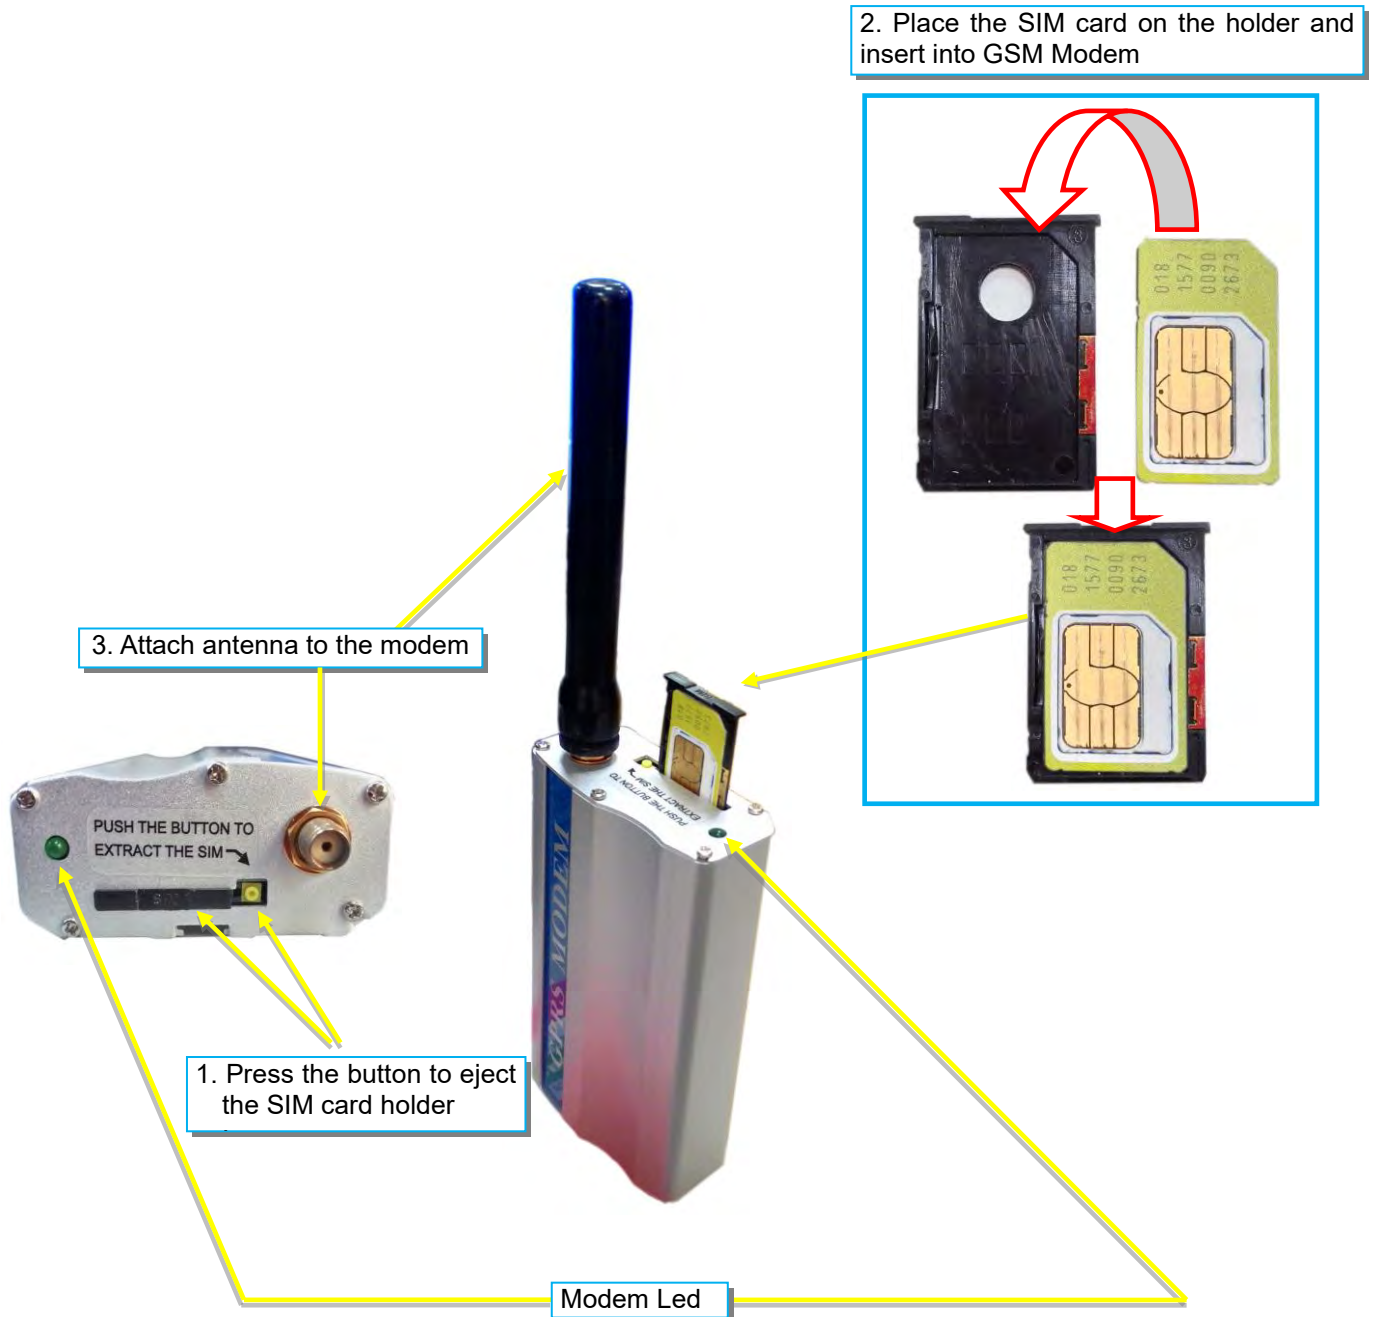 2. Place the SIM card on the holder and
insert into GSM Modem
018
1577
0090
2673
018
1577
0090
2673
3. Attach antenna to the modem
PUSH THE BUTTON TO
EXTRACT THE SIM
PUSH THE BUTTON TO
EXTRACT THE SIM
GPRS MODEM
1. Press the button to eject
the SIM card holder
Modem Led